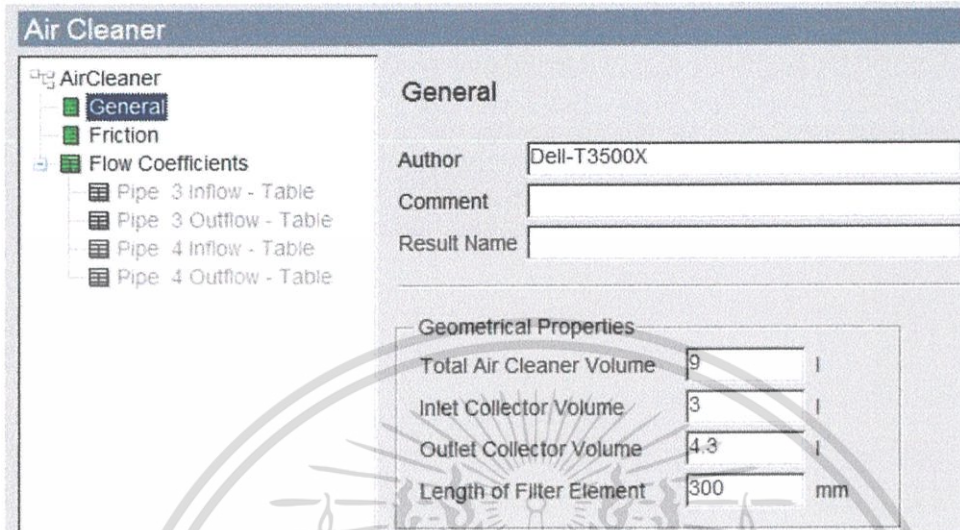 Air Cleaner
AirCleaner
General
Friction
Flow Coefficients
Pipe 3 Inflow - Table
Pipe 3 Outflow - Table
Pipe 4 Inflow - Table
Pipe 4 Outflow - Table
General
Author Dell-T3500X
Comment
Result Name
Geometrical Properties
Total Air Cleaner Volume 9 l
Inlet Collector Volume 3 l
Outlet Collector Volume 4.3 l
Length of Filter Element 300 mm